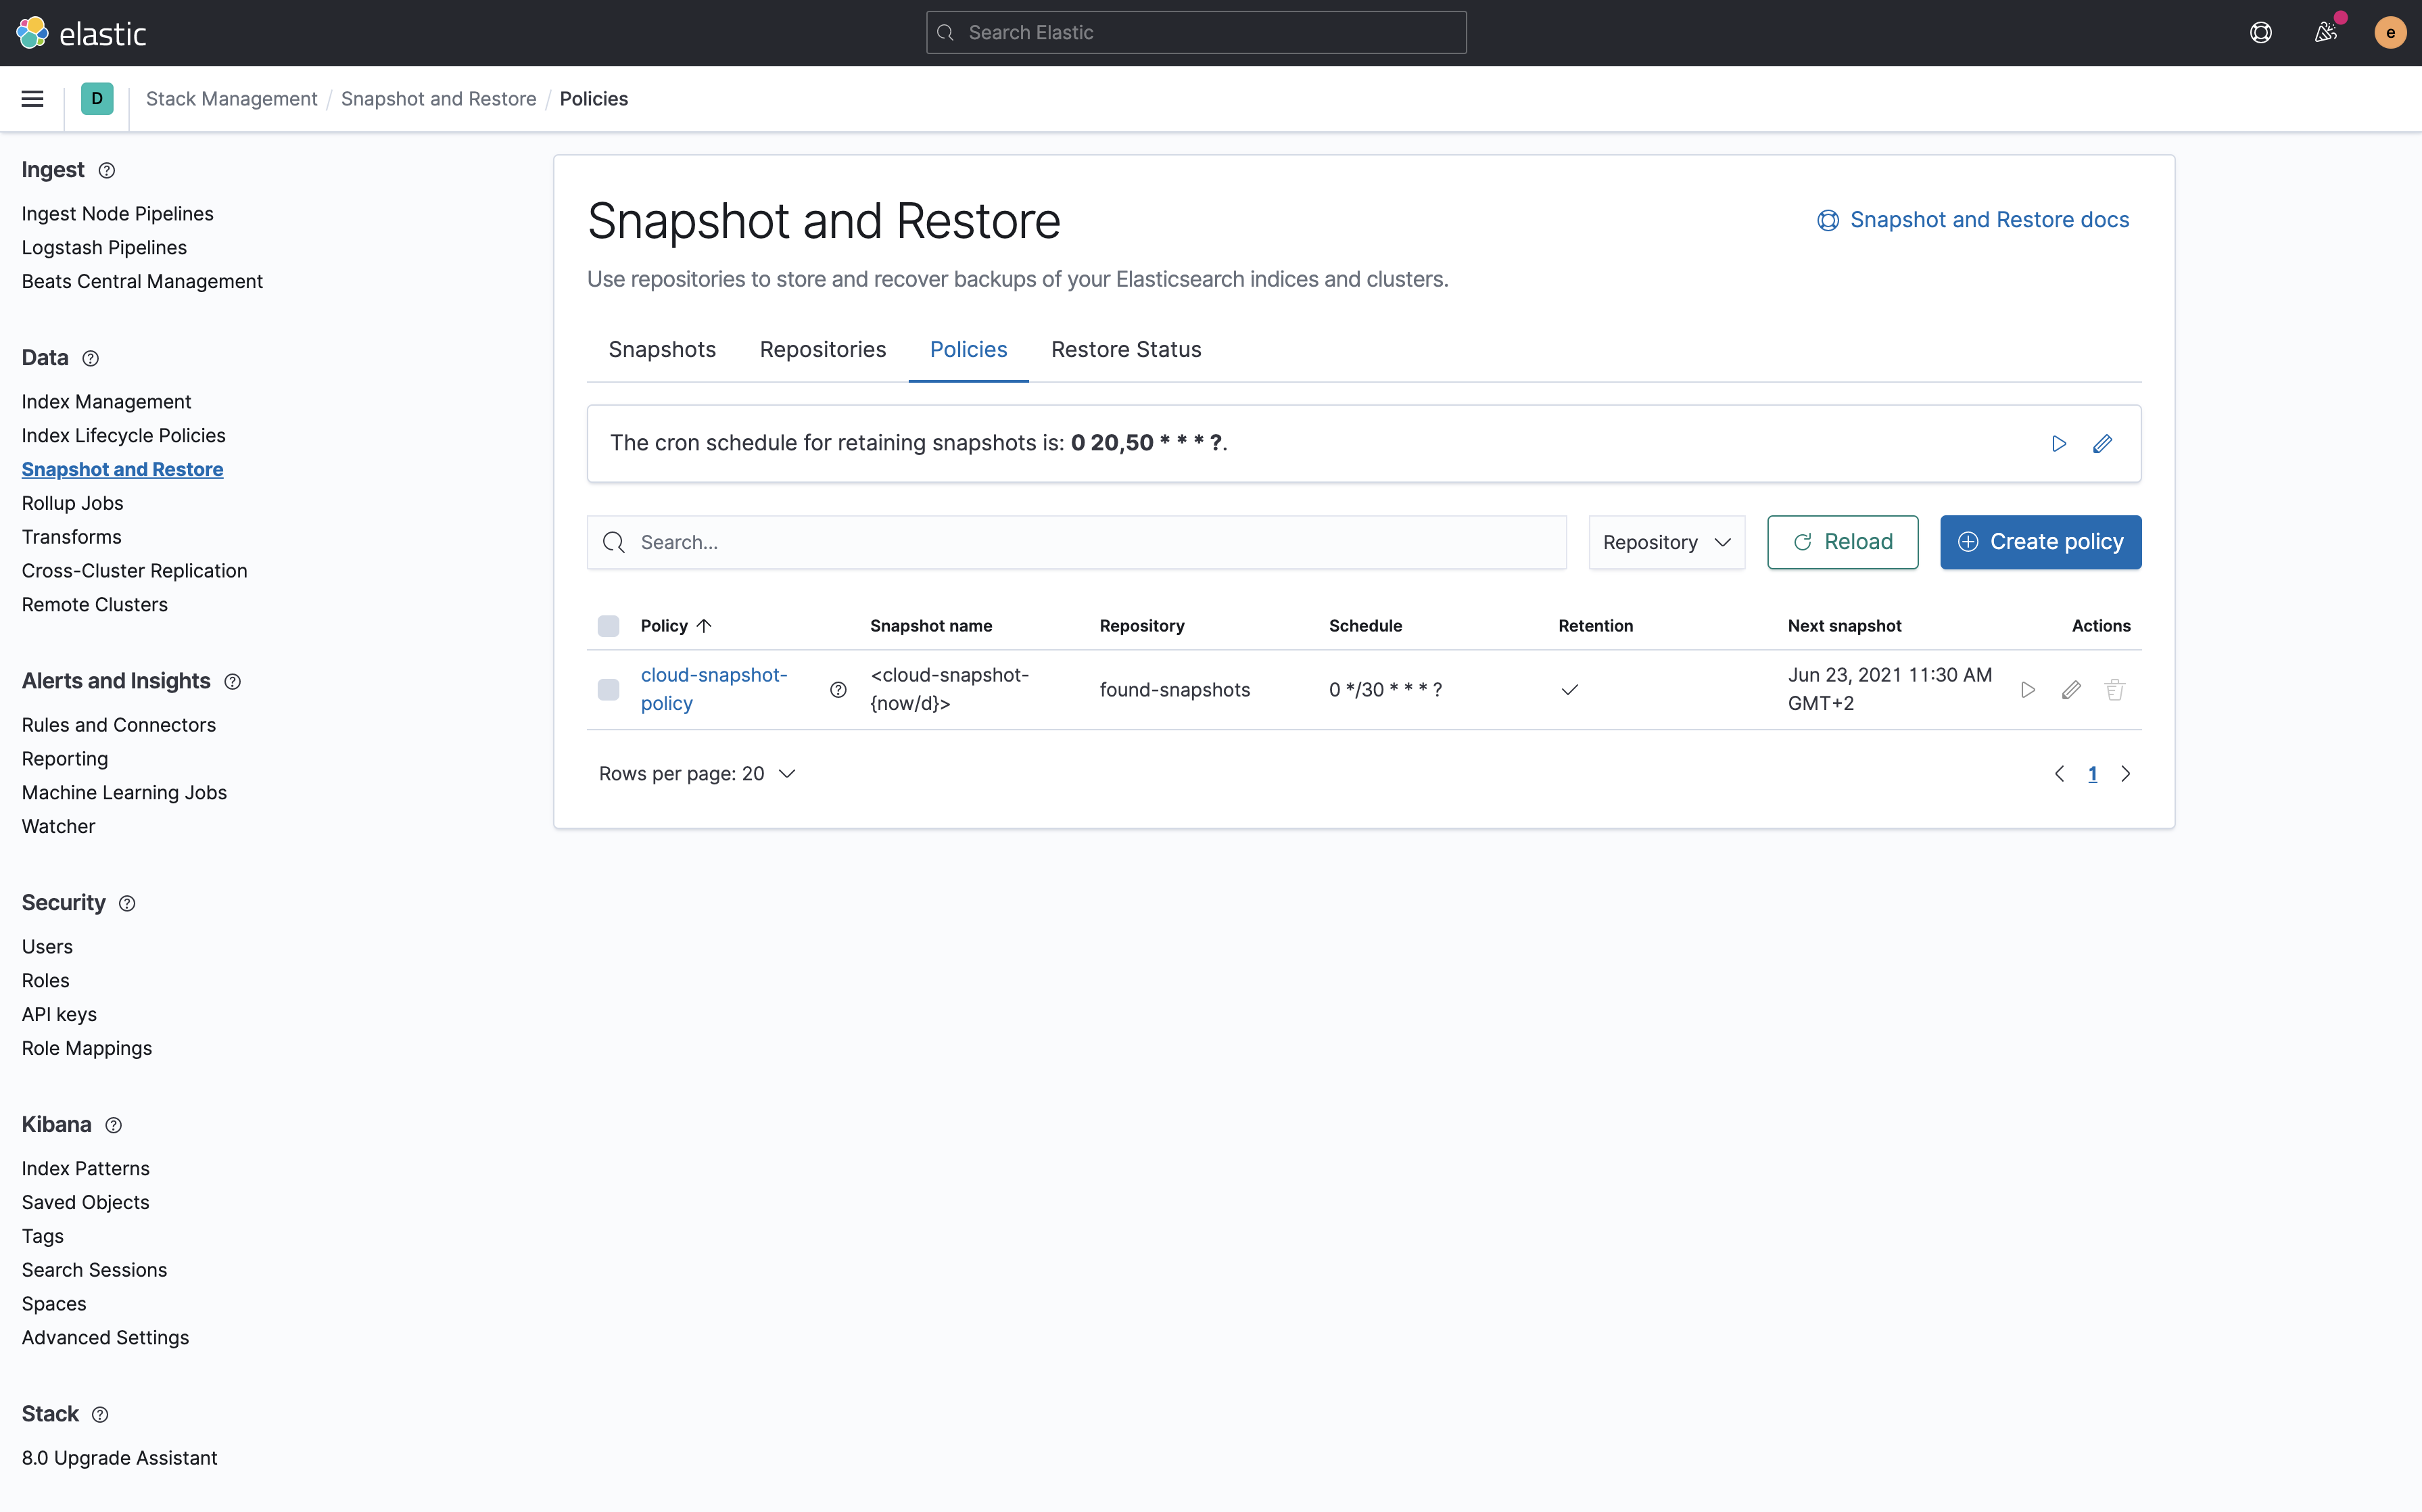 elastic
Search Elastic
e
D
Stack Management / Snapshot and Restore / Policies
Ingest
Ingest Node Pipelines
Logstash Pipelines
Beats Central Management
Data
Index Management
Index Lifecycle Policies
Snapshot and Restore
Rollup Jobs
Transforms
Cross-Cluster Replication
Remote Clusters
Alerts and Insights
Rules and Connectors
Reporting
Machine Learning Jobs
Watcher
Security
Users
Roles
API keys
Role Mappings
Kibana
Index Patterns
Saved Objects
Tags
Search Sessions
Spaces
Advanced Settings
Stack
8.0 Upgrade Assistant
Snapshot and Restore
Snapshot and Restore docs
Use repositories to store and recover backups of your Elasticsearch indices and clusters.
Snapshots Repositories Policies Restore Status
The cron schedule for retaining snapshots is: 0 20,50 * * * ?.
Search...
Repository
Reload
Create policy
Policy Snapshot name Repository Schedule Retention Next snapshot Actions
cloud-snapshot-
policy
<cloud-snapshot-
{now/d}>
found-snapshots
0 */30 * * * ?
Jun 23, 2021 11:30 AM
GMT+2
Rows per page: 20
1